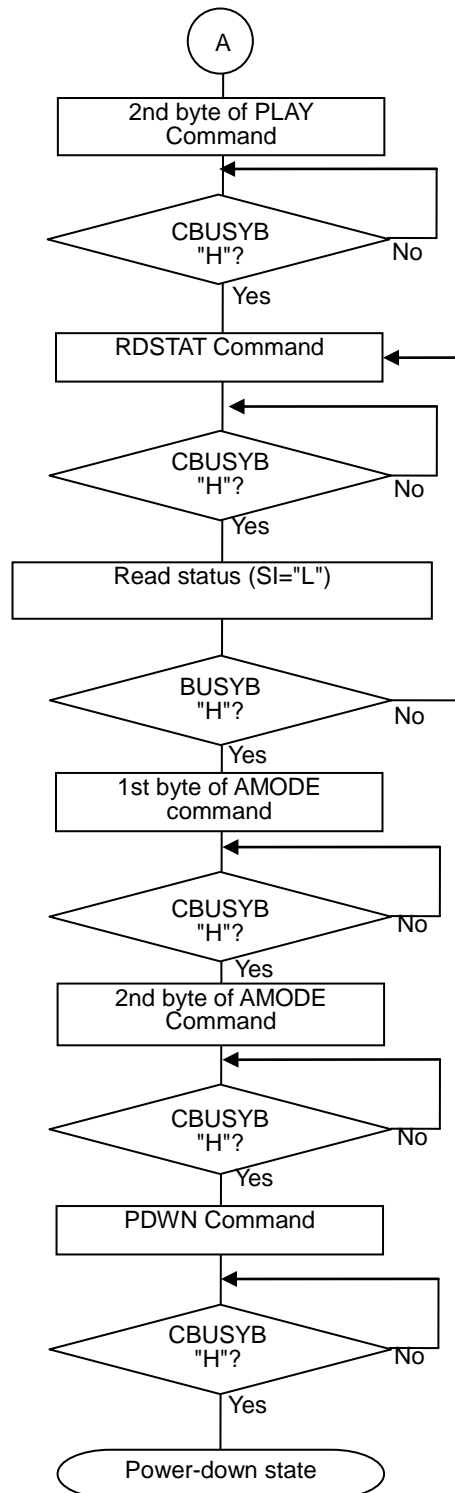 A
2nd byte of PLAY
Command
CBUSYB
"H"?
No
Yes
RDSTAT Command
CBUSYB
"H"?
No
Yes
Read status (SI="L")
BUSYB
"H"?
No
Yes
1st byte of AMODE
command
CBUSYB
"H"?
No
Yes
2nd byte of AMODE
Command
CBUSYB
"H"?
No
Yes
PDWN Command
CBUSYB
"H"?
No
Yes
Power-down state